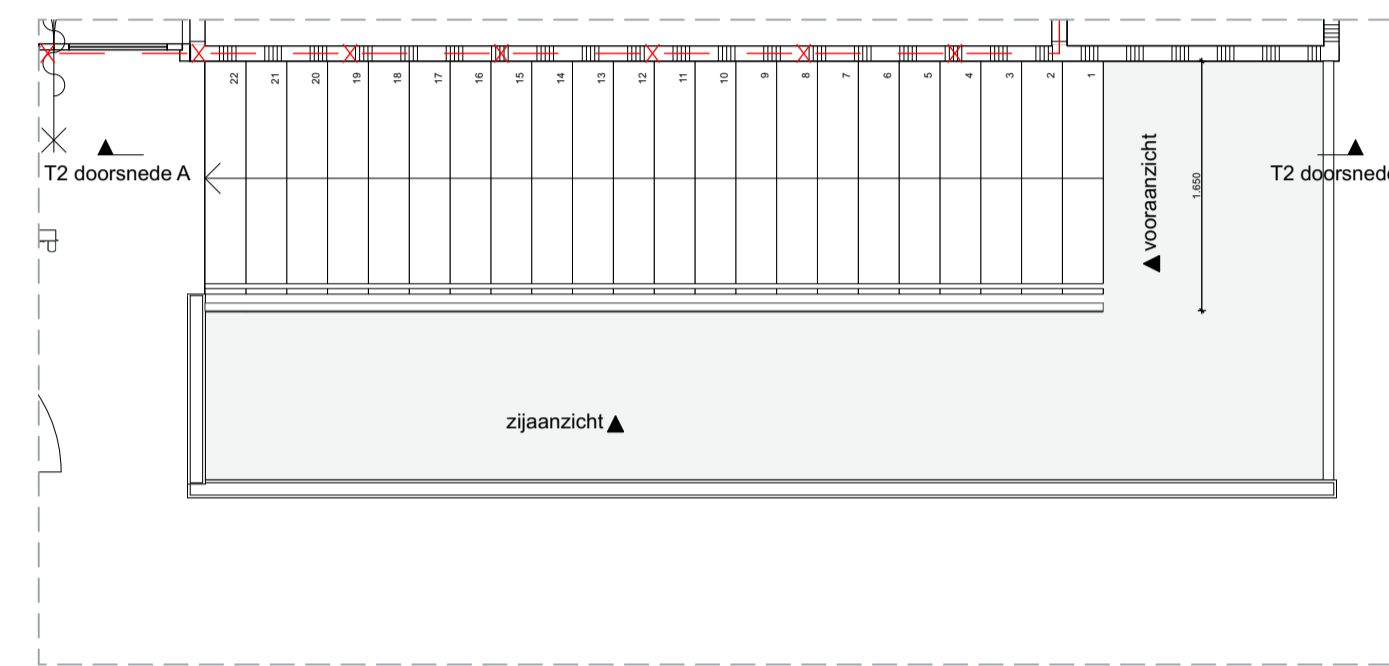 22 21 20 19 18 17 16 15 14 13 12 11 10 9 8 7 6 5 4 3 2 1
T2 doorsnede A
vooraanzicht
1.650
T2 doorsnede
zijaanzicht